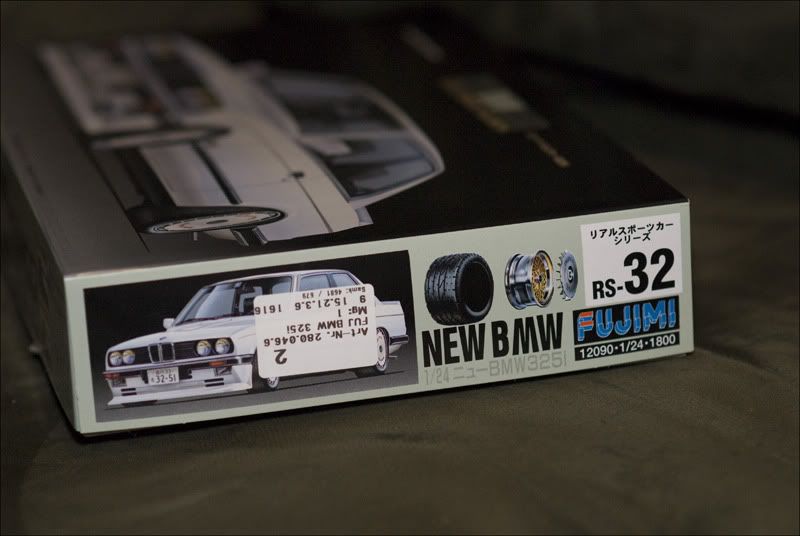 リアルスポーツカー
シリーズ
RS-32
NEW BMW
1/24 ニューBMW325i
FUJIMI
12090・1/24・1800
2
Art-Nr. 280.046.6
FUJ BMW 325i
Mg: 1
32-51